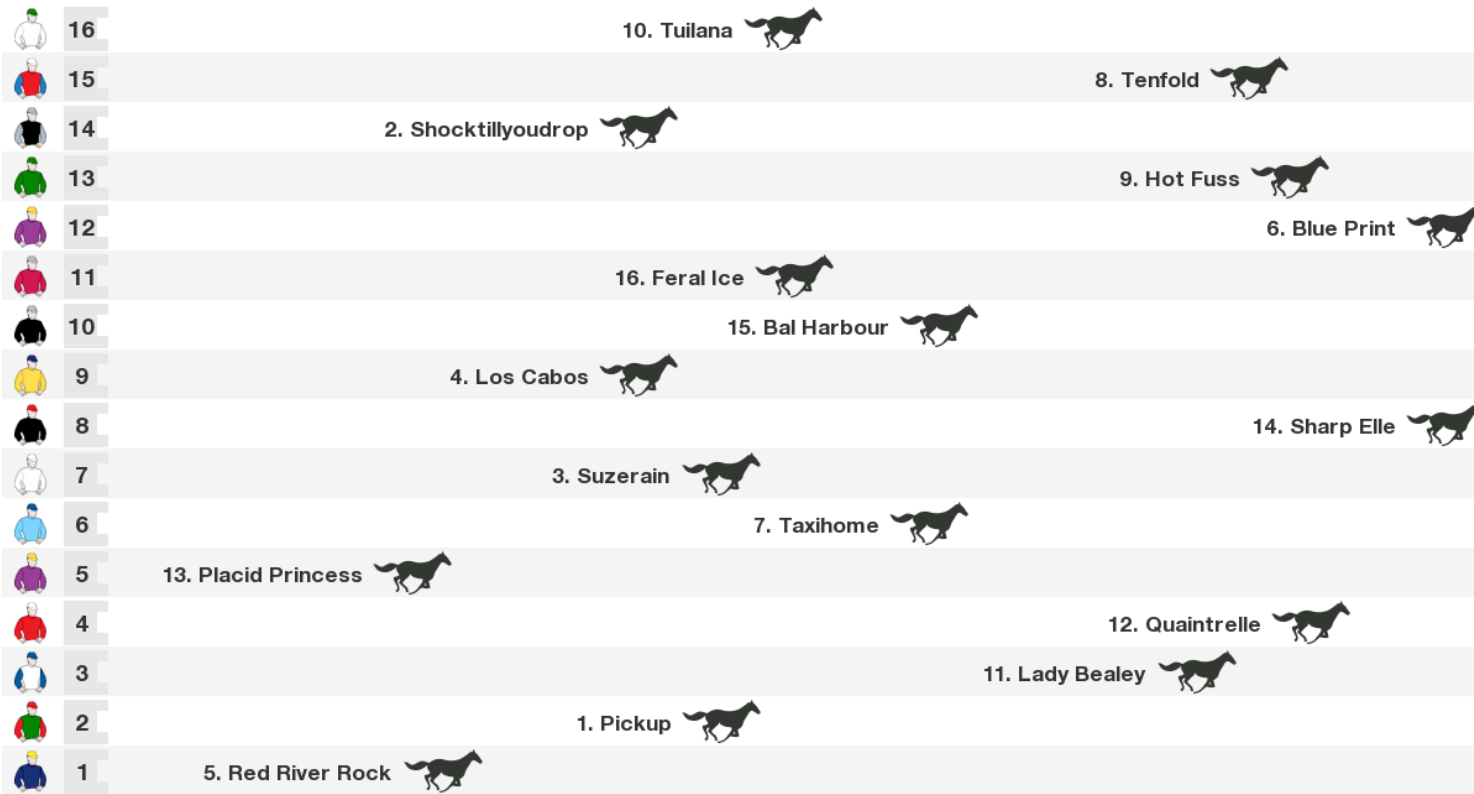 16 10. Tuilana
15 8. Tenfold
14 2. Shocktillyoudrop
13 9. Hot Fuss
12 6. Blue Print
11 16. Feral Ice
10 15. Bal Harbour
9 4. Los Cabos
8 14. Sharp Elle
7 3. Suzerain
6 7. Taxihome
5 13. Placid Princess
4 12. Quaintrelle
3 11. Lady Bealey
2 1. Pickup
1 5. Red River Rock